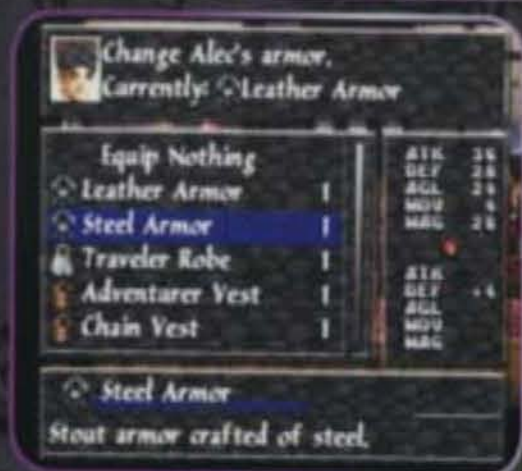 Change Alec's armor.
Currently: Leather Armor
Equip Nothing
Leather Armor 1
Steel Armor 1
Traveler Robe 1
Adventurer Vest 1
Chain Vest 1
ATK
DEF
AGL
MOV
MAG
ATK
DEF
AGL
MOV
MAG
Steel Armor
Stout armor crafted of steel.